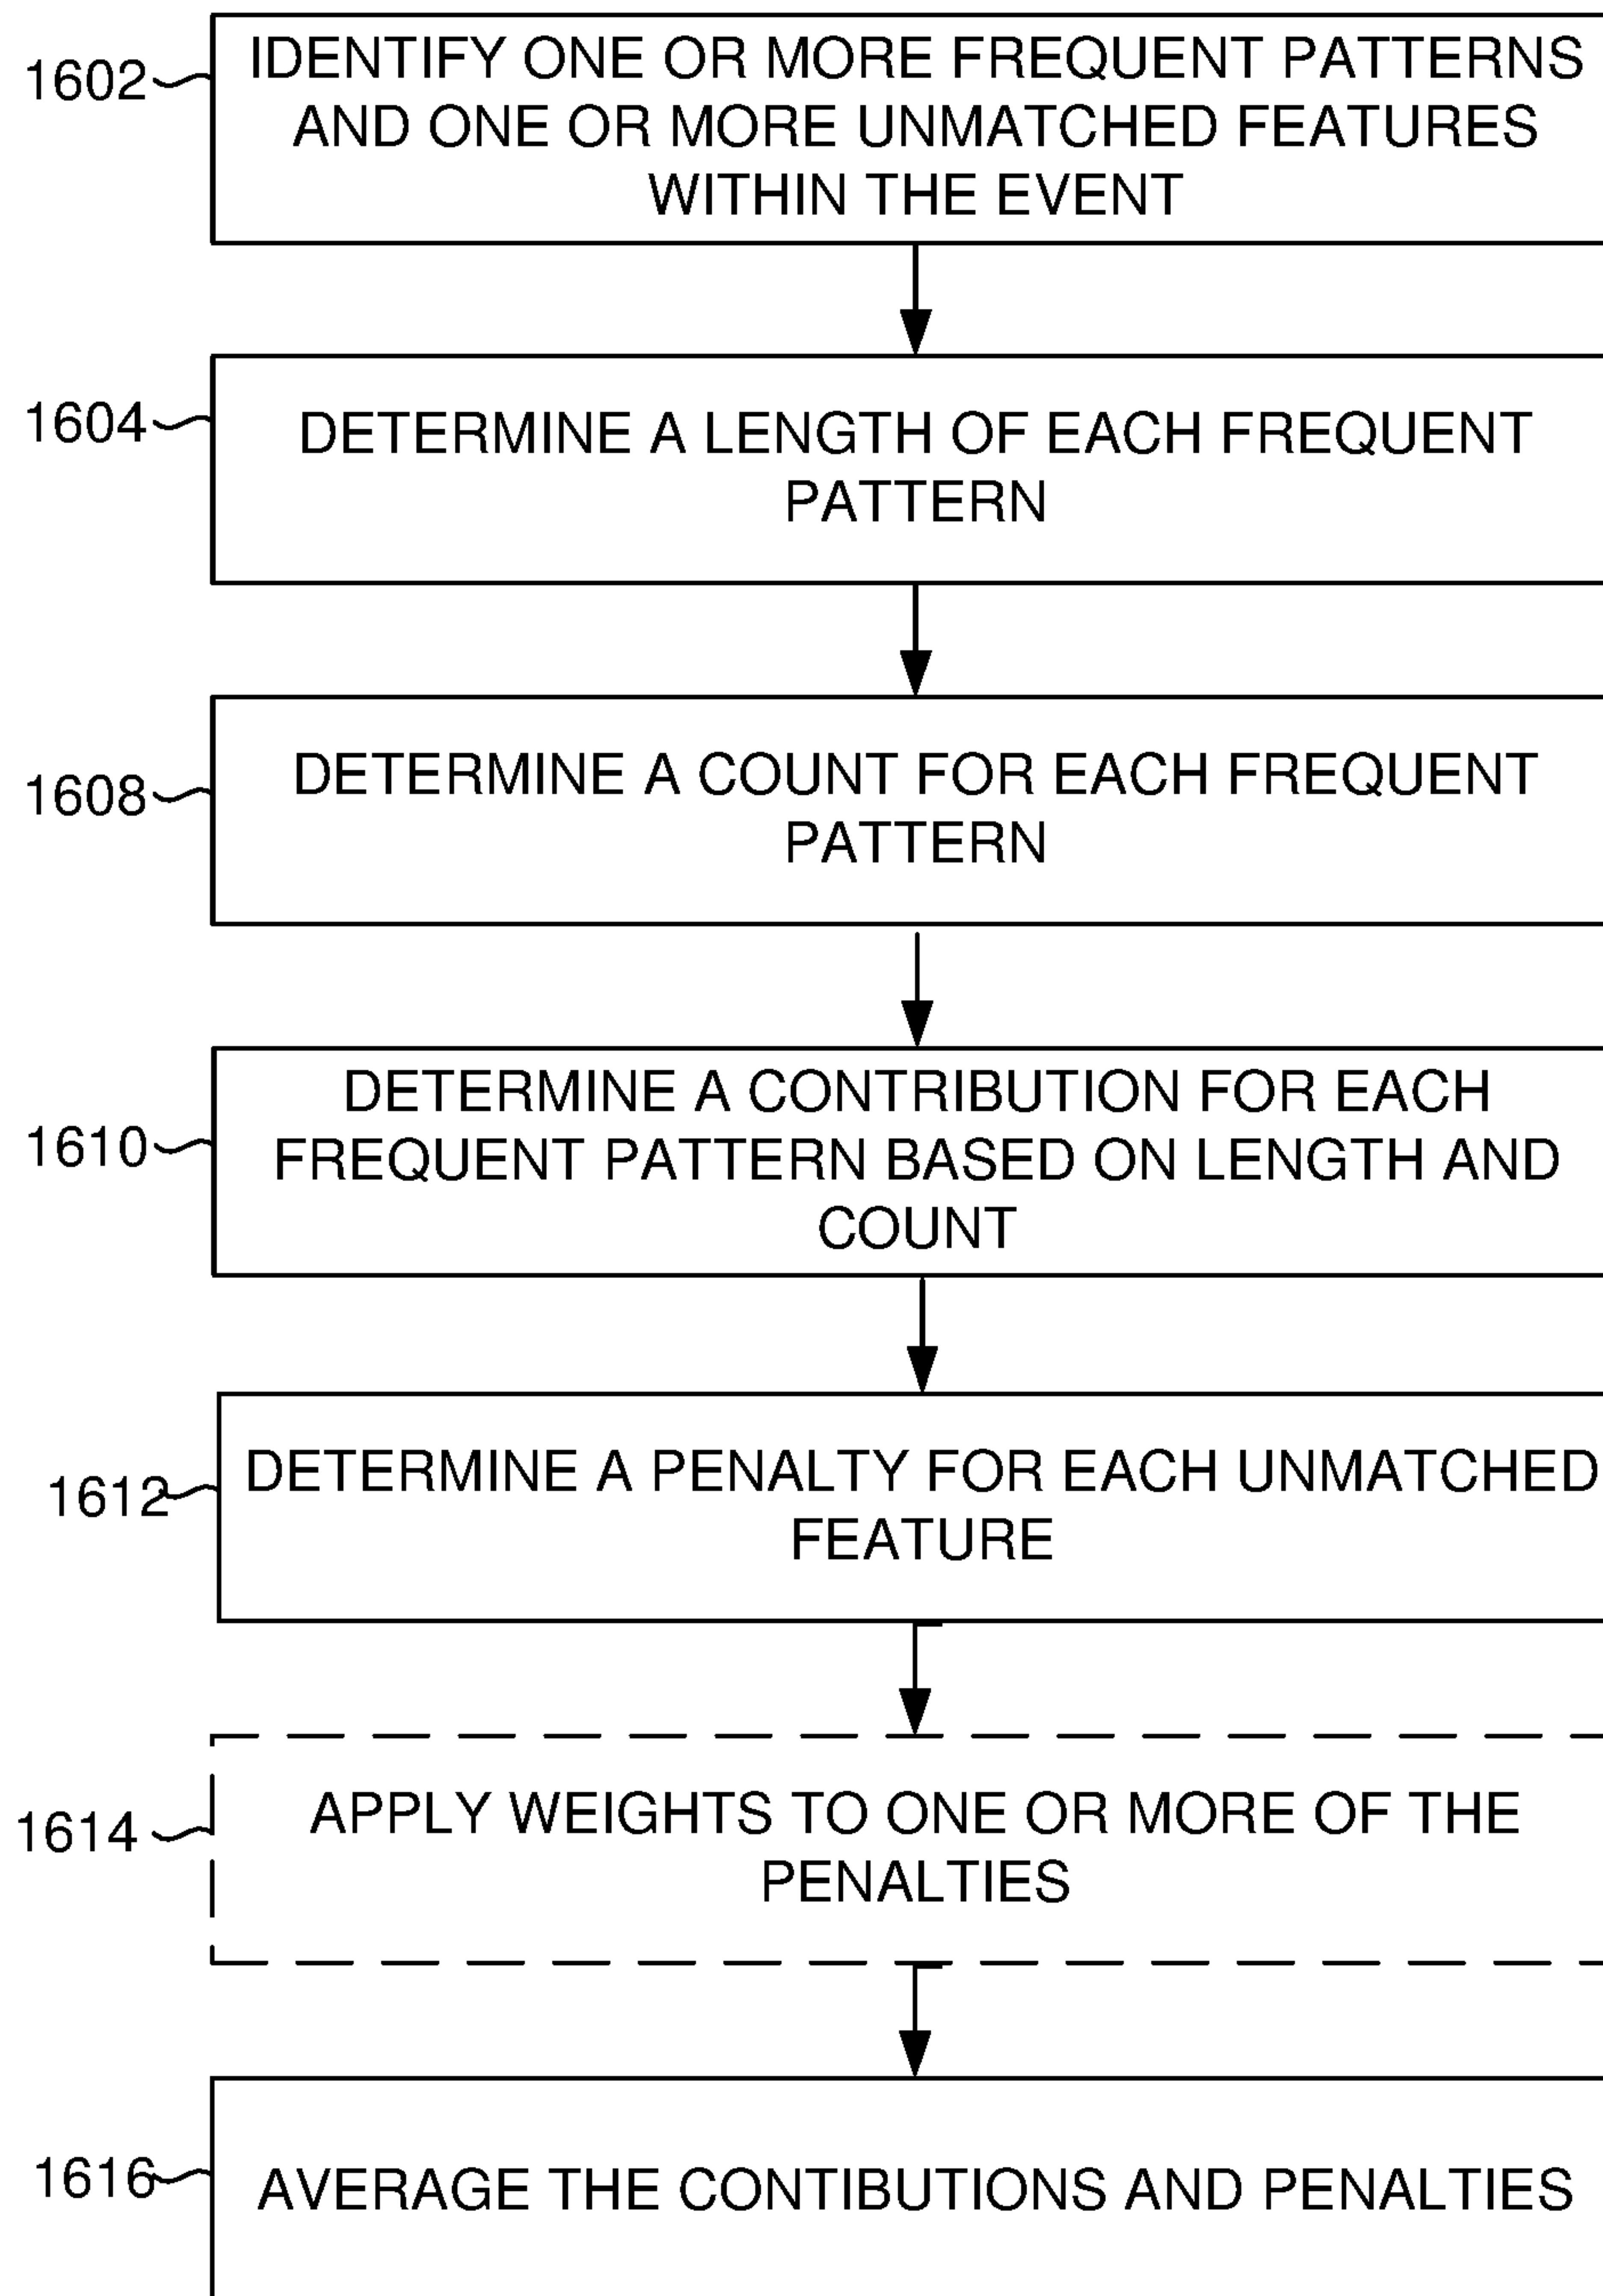 1602
IDENTIFY ONE OR MORE FREQUENT PATTERNS
AND ONE OR MORE UNMATCHED FEATURES
WITHIN THE EVENT
1604
DETERMINE A LENGTH OF EACH FREQUENT
PATTERN
1608
DETERMINE A COUNT FOR EACH FREQUENT
PATTERN
1610
DETERMINE A CONTRIBUTION FOR EACH
FREQUENT PATTERN BASED ON LENGTH AND
COUNT
1612
DETERMINE A PENALTY FOR EACH UNMATCHED
FEATURE
1614
APPLY WEIGHTS TO ONE OR MORE OF THE
PENALTIES
1616
AVERAGE THE CONTIBUTIONS AND PENALTIES